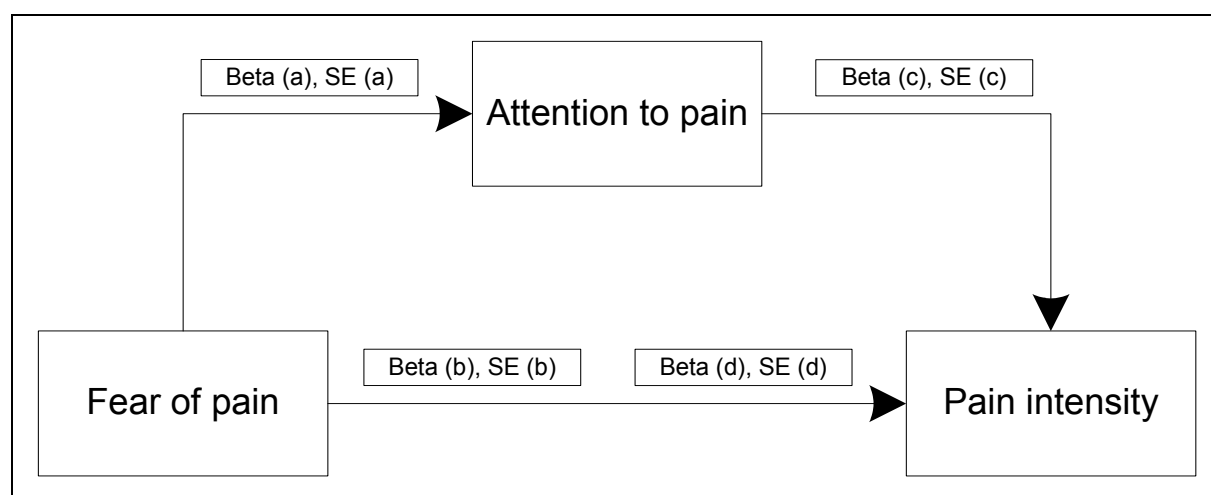 Beta (a), SE (a)
Attention to pain
Beta (c), SE (c)
Fear of pain
Beta (b), SE (b)
Beta (d), SE (d)
Pain intensity